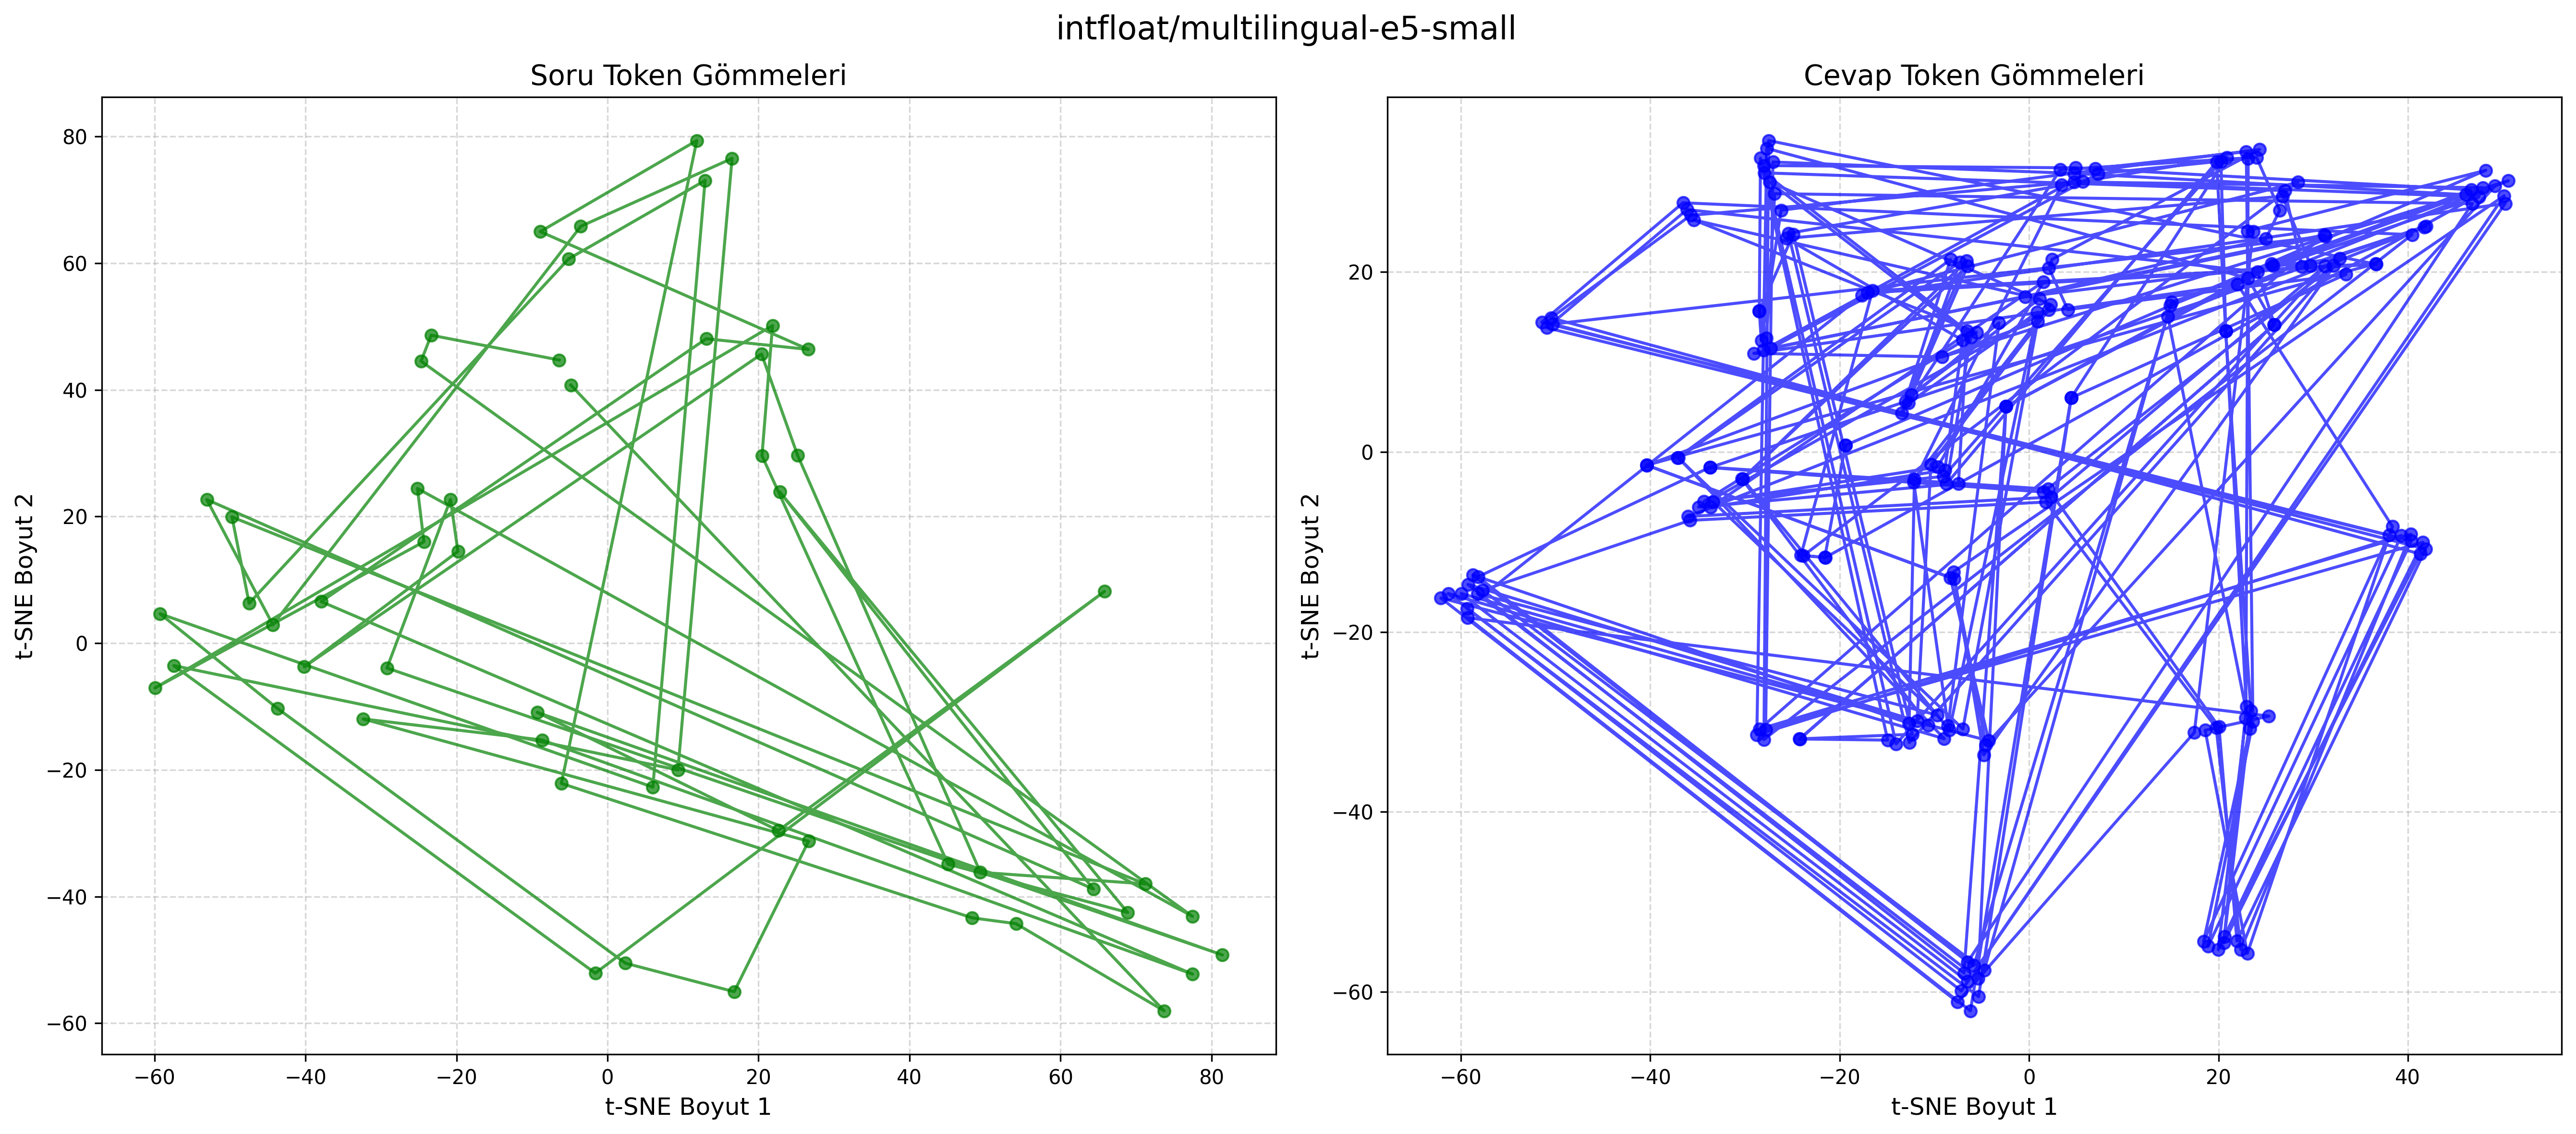 intfloat/multilingual-e5-small
Soru Token Gömmeleri
80
60
40
20
0
−20
−40
−60
t-SNE Boyut 2
−60 −40 −20 0 20 40 60 80
t-SNE Boyut 1
Cevap Token Gömmeleri
20
0
−20
−40
−60
t-SNE Boyut 2
−60 −40 −20 0 20 40
t-SNE Boyut 1